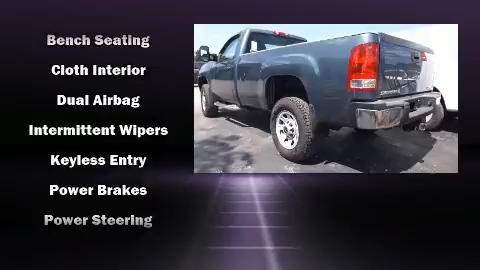 Bench Seating
Cloth Interior
Dual Airbag
Intermittent Wipers
Keyless Entry
Power Brakes
Power Steering